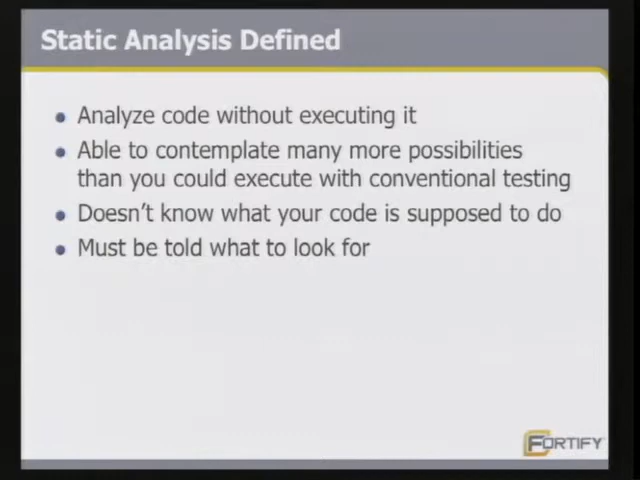 Static Analysis Defined
Analyze code without executing it
Able to contemplate many more possibilities
than you could execute with conventional testing
Doesn't know what your code is supposed to do
Must be told what to look for
FORTIFY